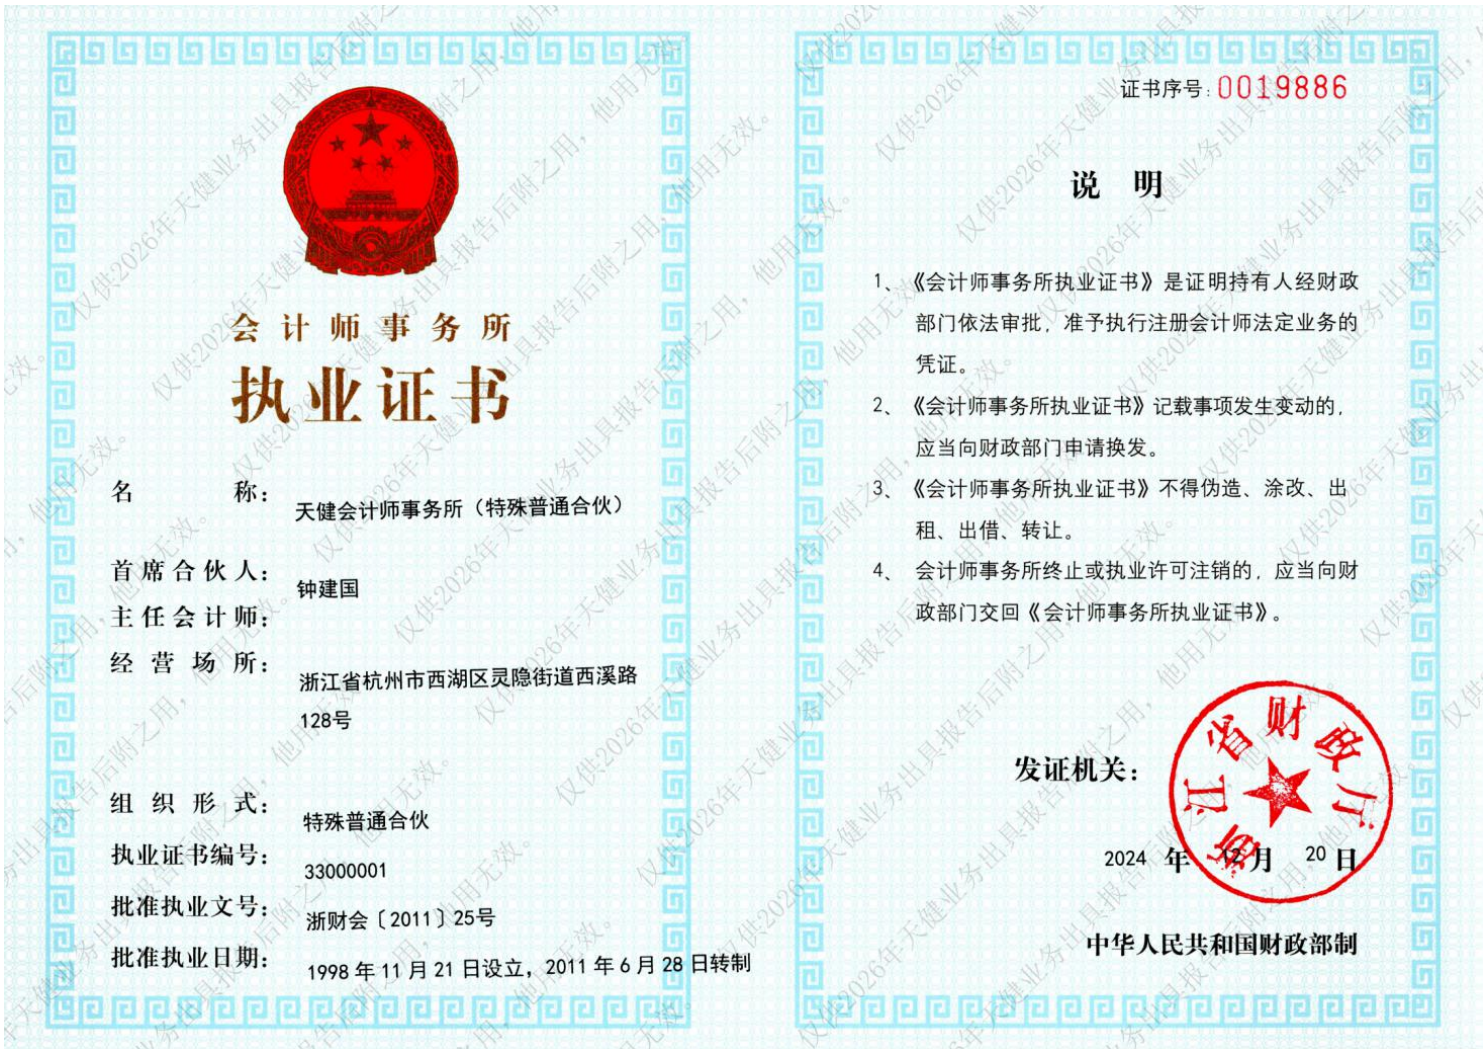 会计师事务所
执业证书
名称：
天健会计师事务所（特殊普通合伙）
首席合伙人：
钟建国
主任会计师：
经营场所：
浙江省杭州市西湖区灵隐街道西溪路
128号
组织形式：
特殊普通合伙
执业证书编号：
33000001
批准执业文号：
浙财会〔2011〕25号
批准执业日期：
1998年11月21日设立，2011年6月28日转制
证书序号：0019886
说 明
1、《会计师事务所执业证书》是证明持有人经财政
部门依法审批，准予执行注册会计师法定业务的
凭证。
2、《会计师事务所执业证书》记载事项发生变动的，
应当向财政部门申请换发。
3、《会计师事务所执业证书》不得伪造、涂改、出
租、出借、转让。
4、会计师事务所终止或执业许可注销的，应当向财
政部门交回《会计师事务所执业证书》。
发证机关：
浙江省财政厅
2024年12月20日
中华人民共和国财政部制
仅供2026年天健业务出具报告后附之用，他用无效。